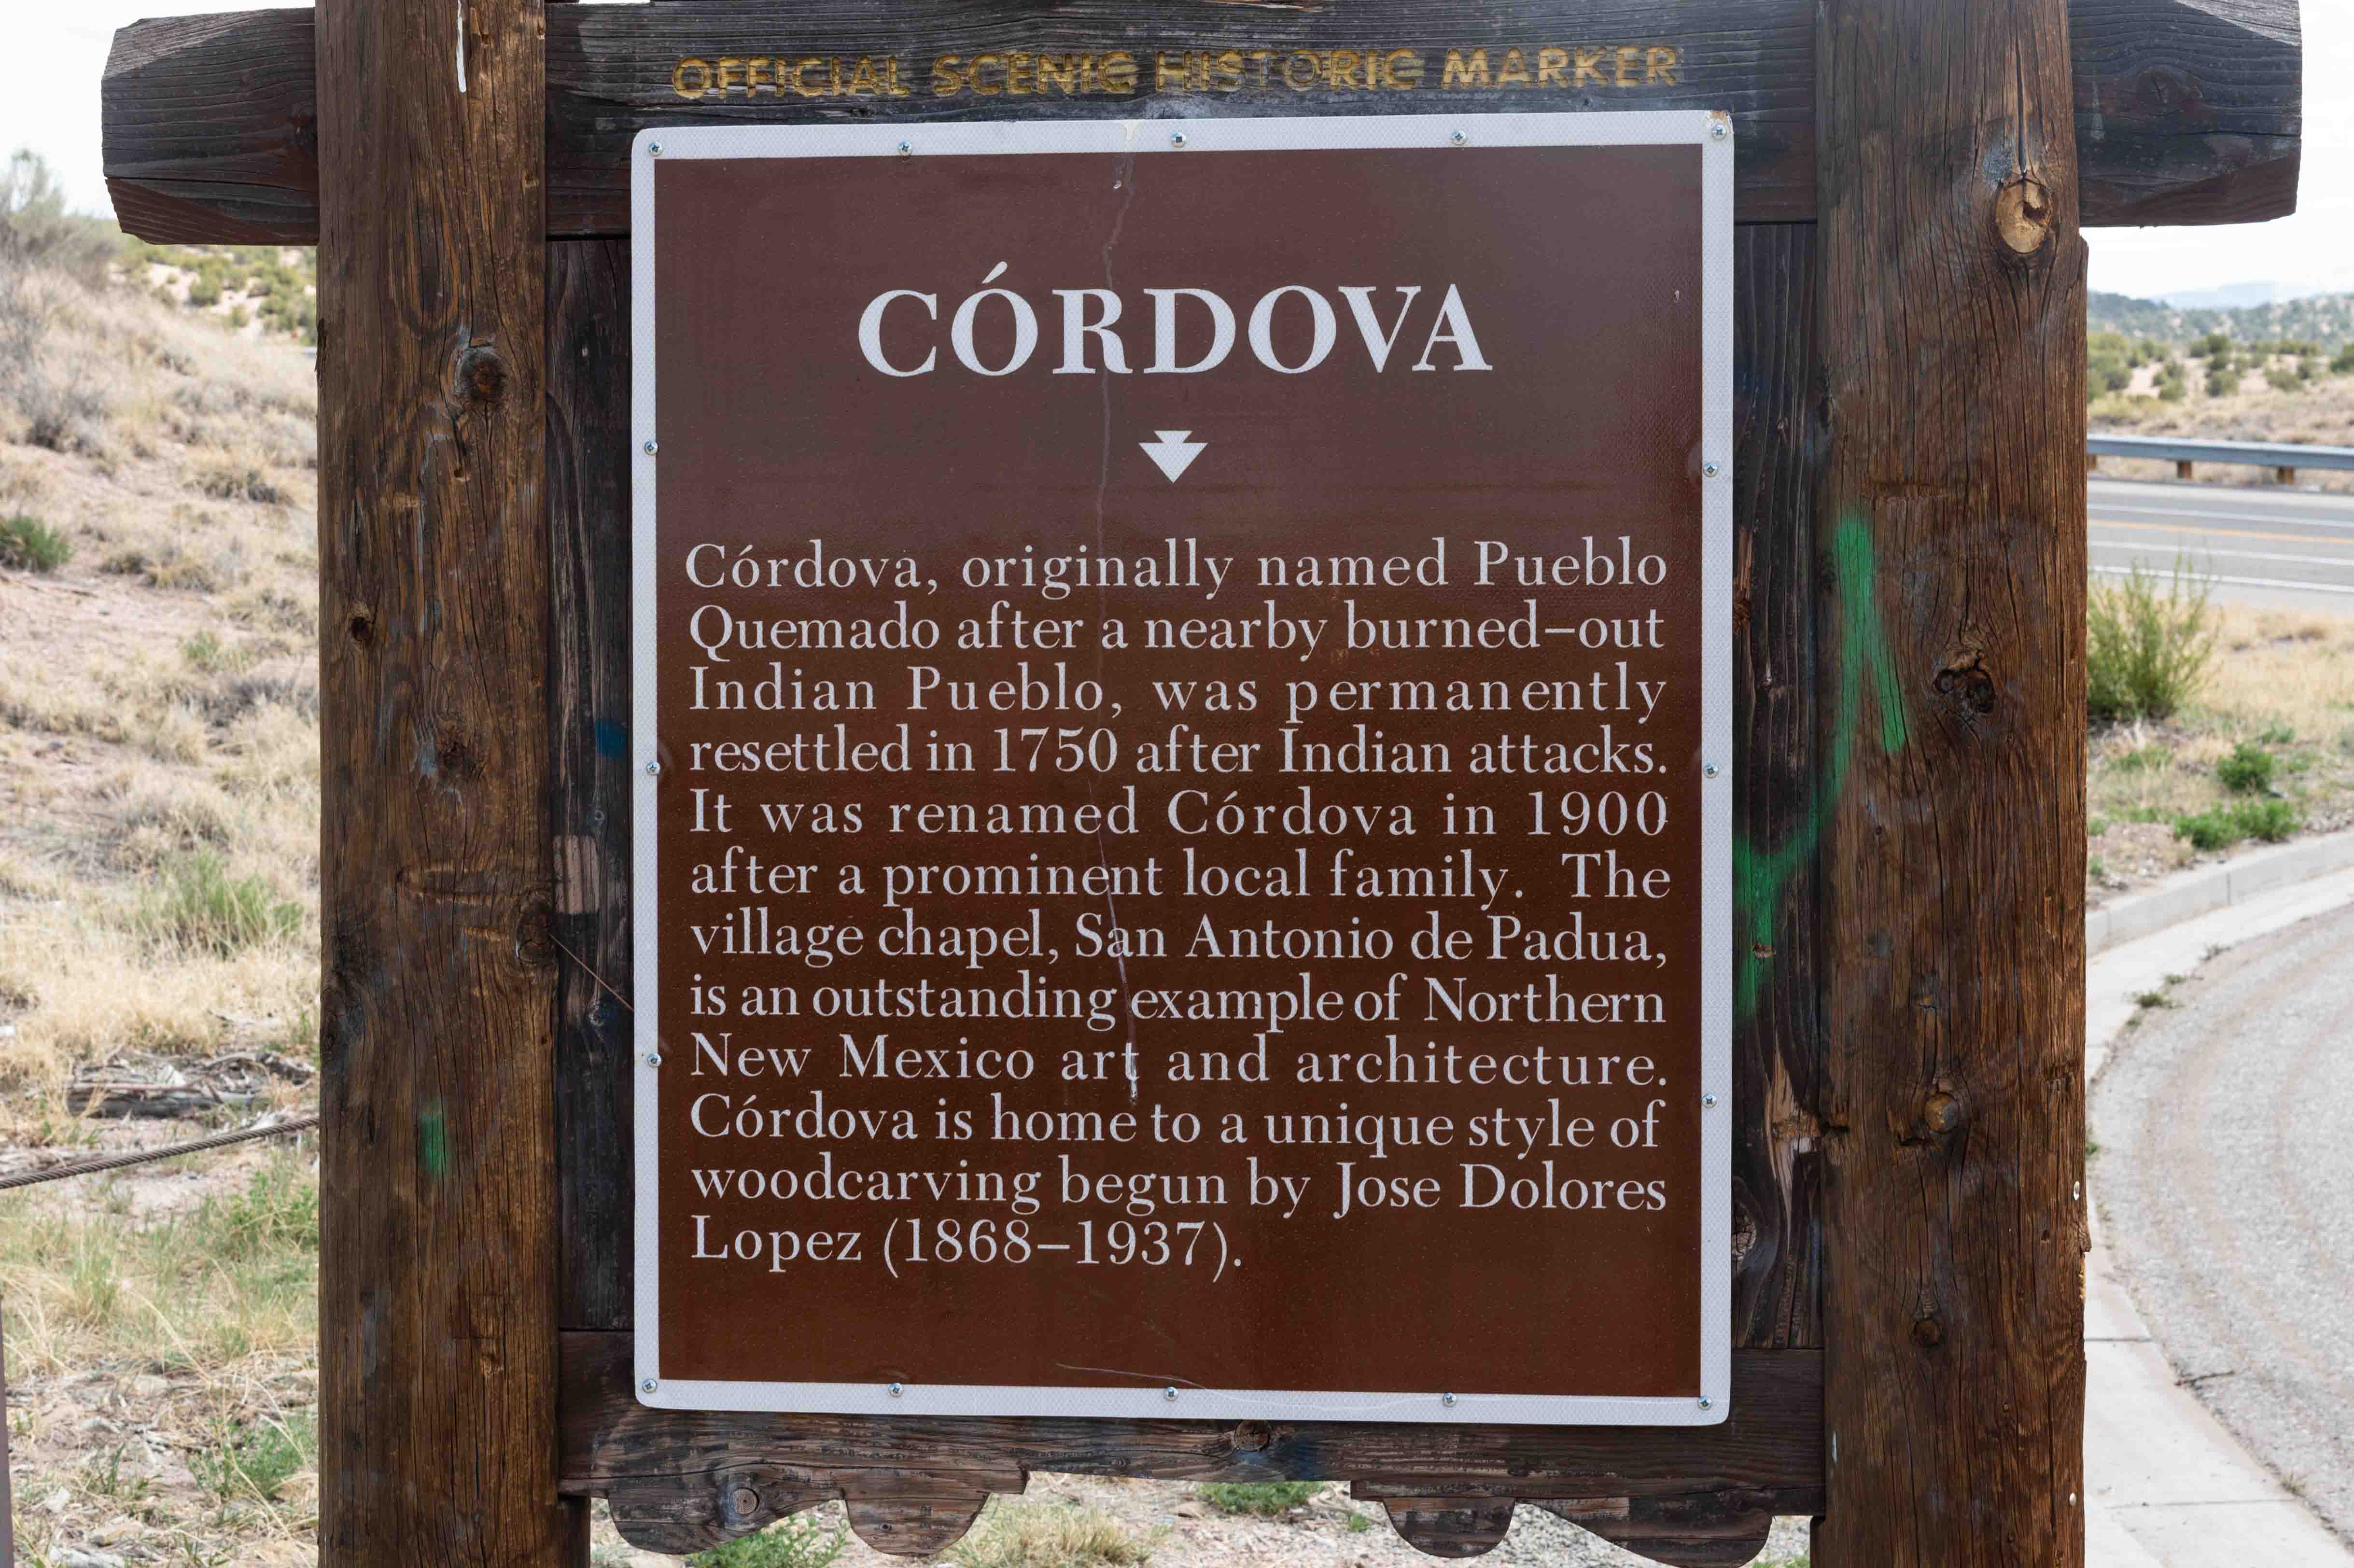 OFFICIAL SCENIC HISTORIC MARKER
CÓRDOVA
Córdova, originally named Pueblo
Quemado after a nearby burned–out
Indian Pueblo, was permanently
resettled in 1750 after Indian attacks.
It was renamed Córdova in 1900
after a prominent local family. The
village chapel, San Antonio de Padua,
is an outstanding example of Northern
New Mexico art and architecture.
Córdova is home to a unique style of
woodcarving begun by Jose Dolores
Lopez (1868–1937).